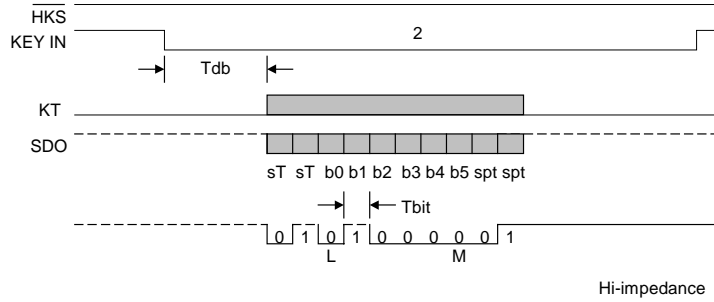 HKS
KEY IN
2
Tdb
KT
SDO
sT sT b0 b1 b2 b3 b4 b5 spt spt
Tbit
0 1 0 1 0 0 0 0 0 1
L M
Hi-impedance